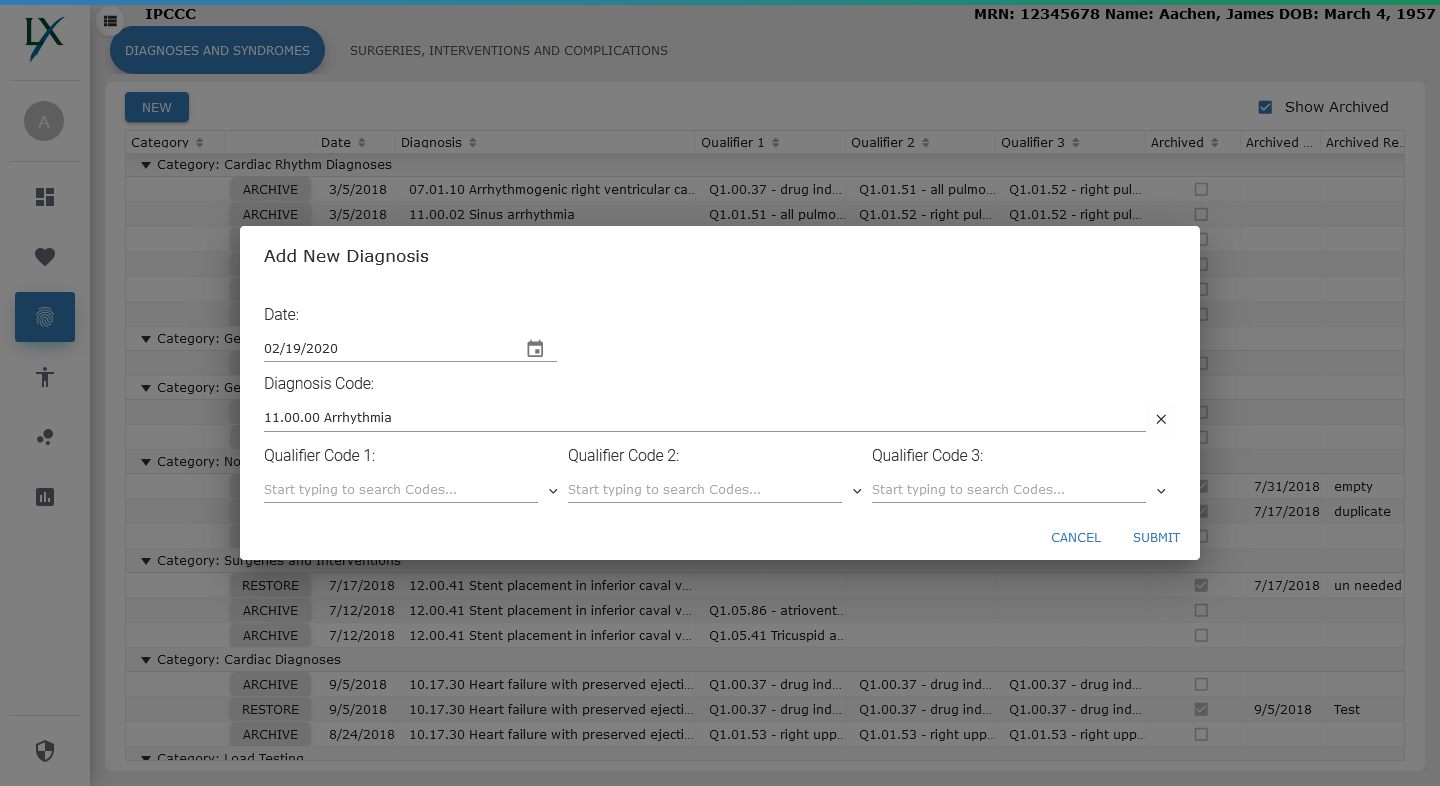 IPCCC
MRN: 12345678 Name: Aachen, James DOB: March 4, 1957
LX
DIAGNOSES AND SYNDROMES
SURGERIES, INTERVENTIONS AND COMPLICATIONS
A
NEW
Show Archived
Category Date Diagnosis Qualifier 1 Qualifier 2 Qualifier 3 Archived Archived ... Archived Re...
Category: Cardiac Rhythm Diagnoses
ARCHIVE 3/5/2018 07.01.10 Arrhythmogenic right ventricular ca... Q1.00.37 - drug ind... Q1.01.51 - all pulmo... Q1.01.52 - right pul...
ARCHIVE 3/5/2018 11.00.02 Sinus arrhythmia Q1.01.51 - all pulmo... Q1.01.52 - right pul... Q1.01.52 - right pul...
Category: Ge
Category: Ge
Category: No
7/31/2018 empty
7/17/2018 duplicate
Add New Diagnosis
Date:
02/19/2020
Diagnosis Code:
11.00.00 Arrhythmia
Qualifier Code 1: Qualifier Code 2: Qualifier Code 3:
Start typing to search Codes... Start typing to search Codes... Start typing to search Codes...
CANCEL SUBMIT
Category: Surgeries and Interventions
RESTORE 7/17/2018 12.00.41 Stent placement in inferior caval v... 7/17/2018 un needed
ARCHIVE 7/12/2018 12.00.41 Stent placement in inferior caval v... Q1.05.86 - atriovent...
ARCHIVE 7/12/2018 12.00.41 Stent placement in inferior caval v... Q1.05.41 Tricuspid a...
Category: Cardiac Diagnoses
ARCHIVE 9/5/2018 10.17.30 Heart failure with preserved ejecti... Q1.00.37 - drug ind... Q1.00.37 - drug ind... Q1.00.37 - drug ind...
RESTORE 9/5/2018 10.17.30 Heart failure with preserved ejecti... Q1.00.37 - drug ind... Q1.00.37 - drug ind... Q1.00.37 - drug ind... 9/5/2018 Test
ARCHIVE 8/24/2018 10.17.30 Heart failure with preserved ejecti... Q1.01.53 - right upp... Q1.01.53 - right upp... Q1.01.53 - right upp...
Category: Load Testing